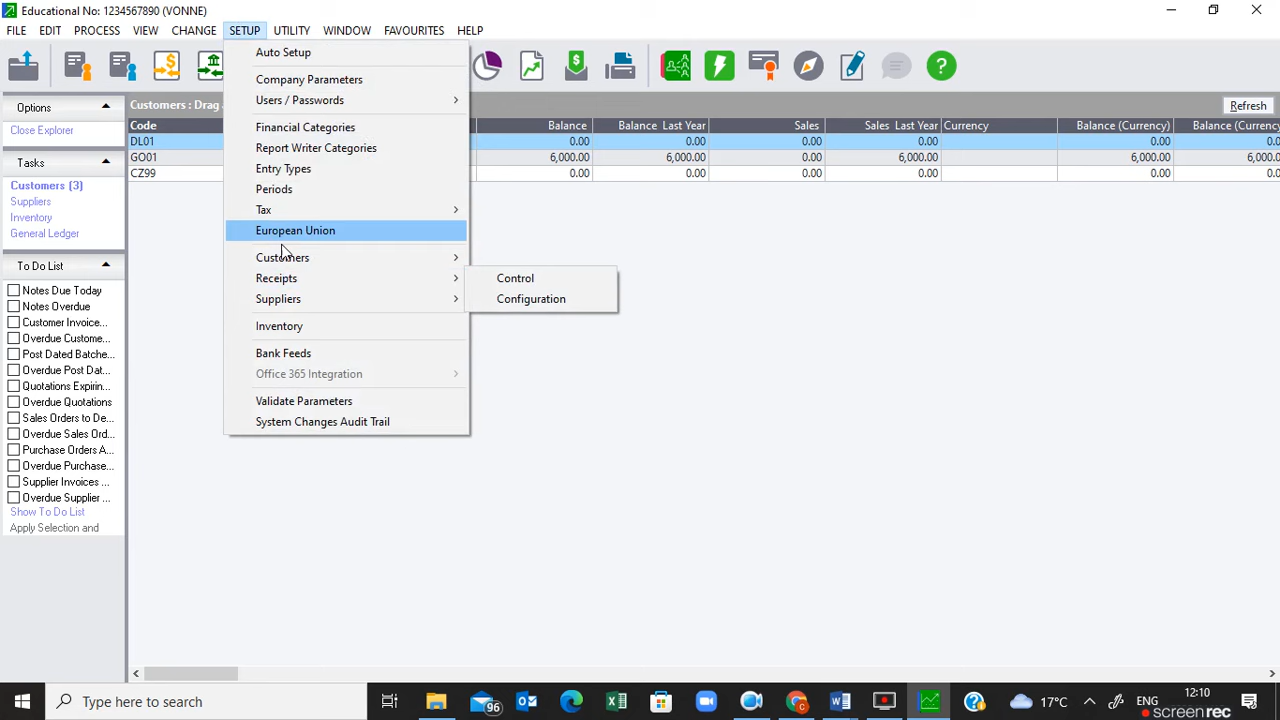 Educational No: 1234567890 (VONNE)
FILE EDIT PROCESS VIEW CHANGE SETUP UTILITY WINDOW FAVOURITES HELP
Options
Close Explorer
Tasks
Customers (3)
Suppliers
Inventory
General Ledger
To Do List
Notes Due Today
Notes Overdue
Customer Invoice...
Overdue Custome...
Post Dated Batche...
Overdue Post Dat...
Quotations Expirin...
Overdue Quotations
Sales Orders to De...
Overdue Sales Ord...
Purchase Orders A...
Overdue Purchase...
Supplier Invoices ...
Overdue Supplier ...
Show To Do List
Apply Selection and
Auto Setup
Company Parameters
Users / Passwords
Financial Categories
Report Writer Categories
Entry Types
Periods
Tax
European Union
Customers
Receipts
Suppliers
Inventory
Bank Feeds
Office 365 Integration
Validate Parameters
System Changes Audit Trail
Control
Configuration
Customers : Drag
Refresh
Code Balance Balance Last Year Sales Sales Last Year Currency Balance (Currency) Balance (Currency
DL01 0.00 0.00 0.00 0.00 0.00 0.00
GO01 6,000.00 6,000.00 0.00 6,000.00 6,000.00 6,000.0
CZ99 0.00 0.00 0.00 0.00 0.00 0.00
Type here to search
96
17°C
ENG
12:10
screenrec